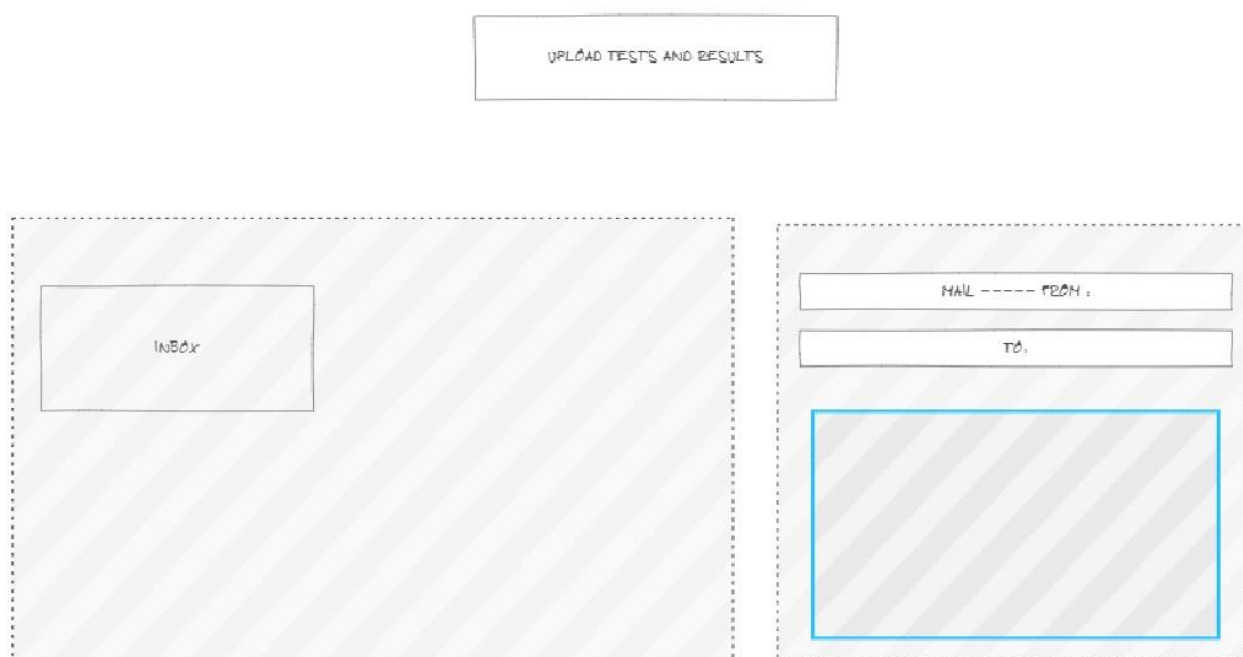 UPLOAD TESTS AND RESULTS
INBOX
MAIL ----- FROM :
TO: